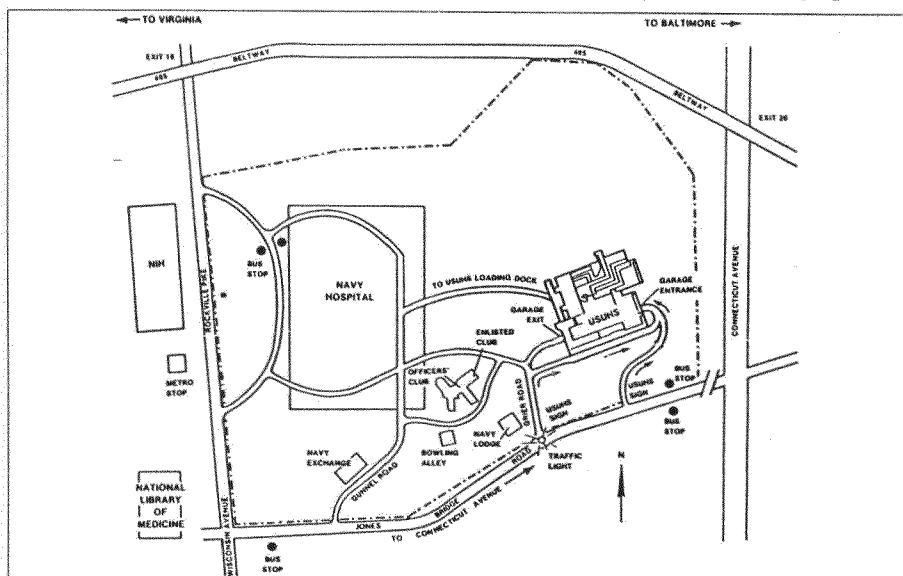 TO VIRGINIA
TO BALTIMORE
EXIT
495
BELTWAY
495
BELTWAY
EXIT
NIH
ROCKVILLE PIKE
BUS
STOP
NAVY
HOSPITAL
TO USUHS LOADING DOCK
USUHS
GARAGE
ENTRANCE
GARAGE
EXIT
CONNECTICUT AVENUE
METRO
STOP
ENLISTED
CLUB
OFFICERS'
CLUB
GRIER ROAD
USUHS
SIGN
USUHS
SIGN
BUS
STOP
BUS
STOP
NAVY
LODGE
BOWLING
ALLEY
NAVY
EXCHANGE
GUNNEL ROAD
TRAFFIC
LIGHT
N
NATIONAL
LIBRARY
OF
MEDICINE
WISCONSIN AVENUE
JONES
BRIDGE
ROAD
TO CONNECTICUT AVENUE
BUS
STOP